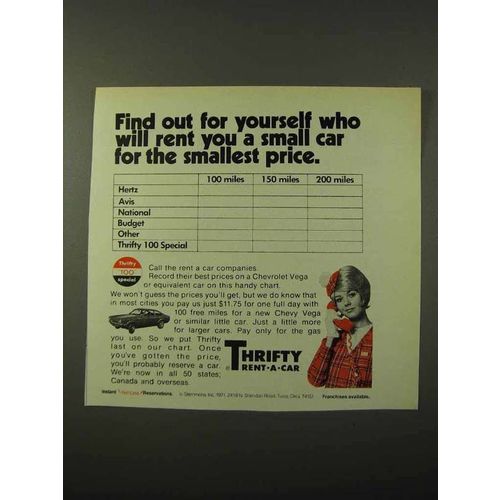 Find out for yourself who
will rent you a small car
for the smallest price.
100 miles 150 miles 200 miles
Hertz
Avis
National
Budget
Other
Thrifty 100 Special
Thrifty
100
special
Call the rent a car companies.
Record their best prices on a Chevrolet Vega
or equivalent car on this handy chart.
We won't guess the prices you'll get, but we do know that
in most cities you pay us just $11.75 for one full day with
100 free miles for a new Chevy Vega
or similar little car. Just a little more
for larger cars. Pay only for the gas
you use. So we put Thrifty
last on our chart. Once
you've gotten the price,
you'll probably reserve a car.
We're now in all 50 states;
Canada and overseas.
THRIFTY
RENT-A-CAR
Instant Reservations. Inc. 1971, Sheridan Road, Tulsa, Okla. Franchises available.